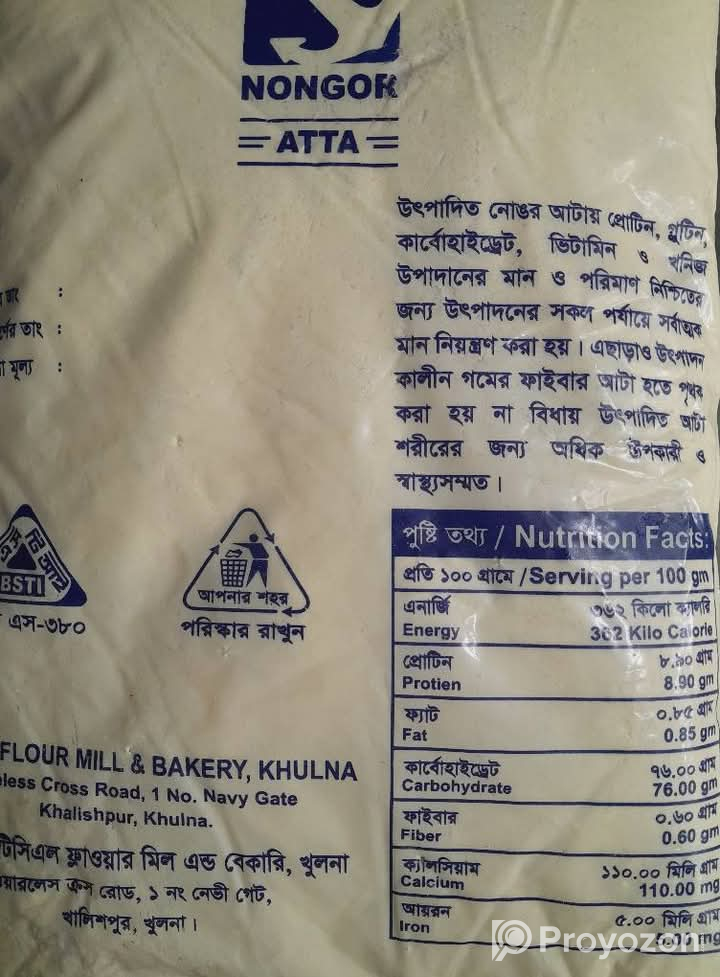 NONGOR
ATTA
উৎপাদিত নোঙর আটায় প্রোটিন, গ্লুটিন,
কার্বোহাইড্রেট, ভিটামিন ও খনিজ
উপাদানের মান ও পরিমাণ নিশ্চিতের
জন্য উৎপাদনের সকল পর্যায়ে সর্বাত্মক
মান নিয়ন্ত্রণ করা হয়। এছাড়াও উৎপাদন
কালীন গমের ফাইবার আটা হতে পৃথক
করা হয় না বিধায় উৎপাদিত আটা
শরীরের জন্য অধিক উপকারী ও
স্বাস্থ্যসম্মত।
তাং :
তাং :
মূল্য :
BSTI
এস-৩৮০
আপনার শহর
পরিস্কার রাখুন
পুষ্টি তথ্য / Nutrition Facts:
প্রতি ১০০ গ্রামে /Serving per 100 gm
এনার্জি ৩৬২ কিলো ক্যালরি
Energy 362 Kilo Calorie
প্রোটিন ৮.৯০ গ্রাম
Protien 8.90 gm
ফ্যাট ০.৮৫ গ্রাম
Fat 0.85 gm
কার্বোহাইড্রেট ৭৬.০০ গ্রাম
Carbohydrate 76.00 gm
ফাইবার ০.৬০ গ্রাম
Fiber 0.60 gm
ক্যালসিয়াম ১১০.০০ মিলি গ্রাম
Calcium 110.00 mg
আয়রন ৫.০০ মিলি গ্রাম
Iron 5.00 mg
FLOUR MILL & BAKERY, KHULNA
Cross Road, 1 No. Navy Gate
Khalishpur, Khulna.
ফ্লাওয়ার মিল এন্ড বেকারি, খুলনা
ক্রস রোড, ১ নং নেভী গেট,
খালিশপুর, খুলনা।
Proyozon